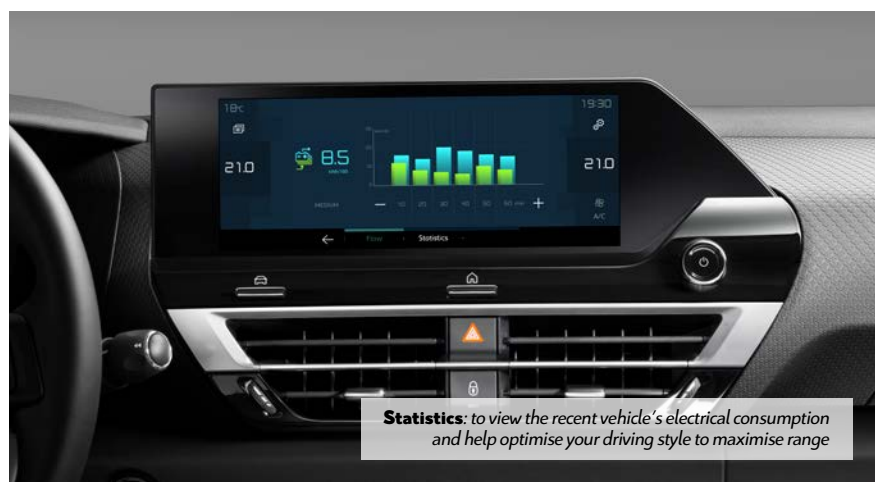 18°C
19:30
21.0
8.5
21.0
MEDIUM
10 20 30 40 50 60 min
A/C
Flow Statistics
Statistics: to view the recent vehicle's electrical consumption
and help optimise your driving style to maximise range